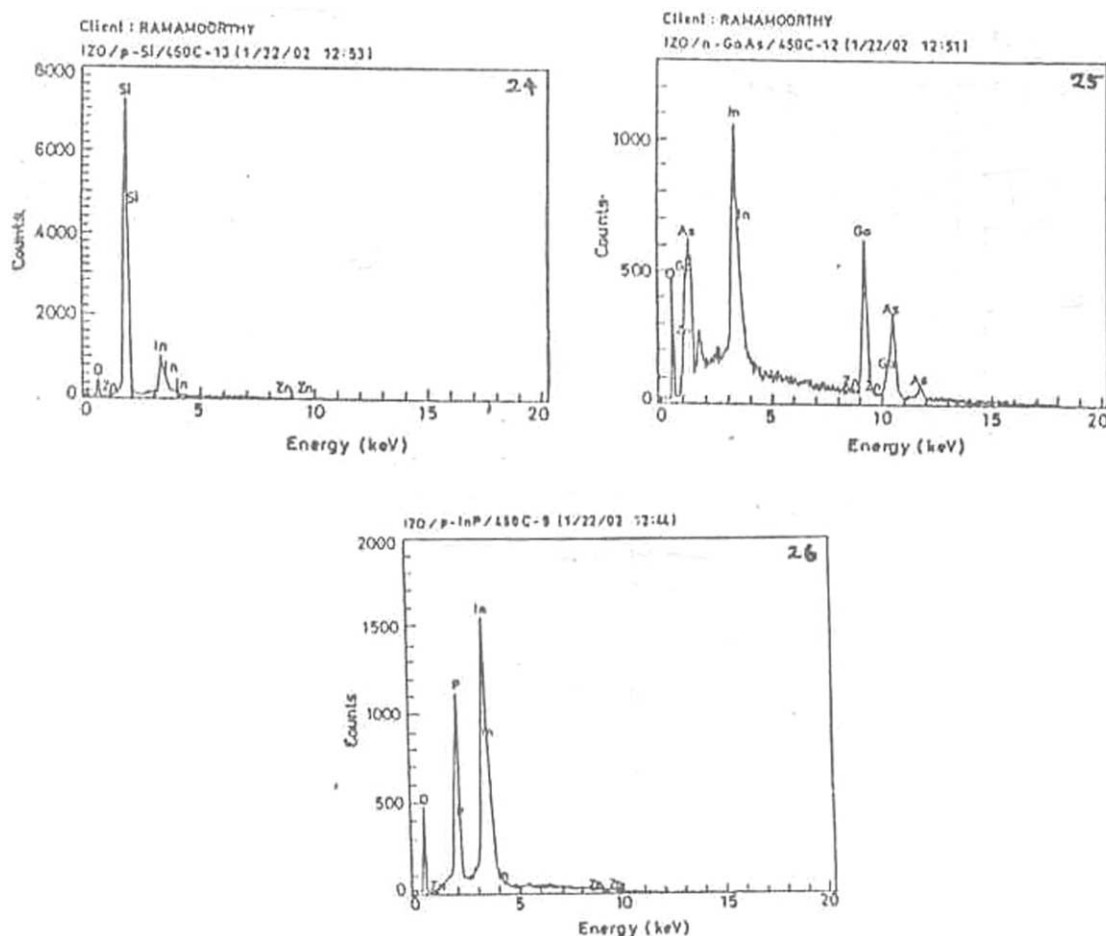 Client : RAMAMOORTHY
IZO/p-Si/450C-13 (1/22/02 12:53)
24
8000
6000
4000
2000
0
Counts
Si
Si
O
Zn
In
In
In
Zn
Zn
0 5 10 15 20
Energy (keV)
Client : RAMAMOORTHY
IZO/n-GaAs/450C-12 (1/22/02 12:51)
25
1000
500
0
Counts
In
In
As
O
Ga
Zn
Ga
As
Ga
Zn
Zn
As
0 5 10 15 20
Energy (keV)
IZO/p-InP/450C-9 (1/22/02 12:44)
26
2000
1500
1000
500
0
Counts
In
P
In
O
P
Zn
In
Zn
Zn
0 5 10 15 20
Energy (keV)